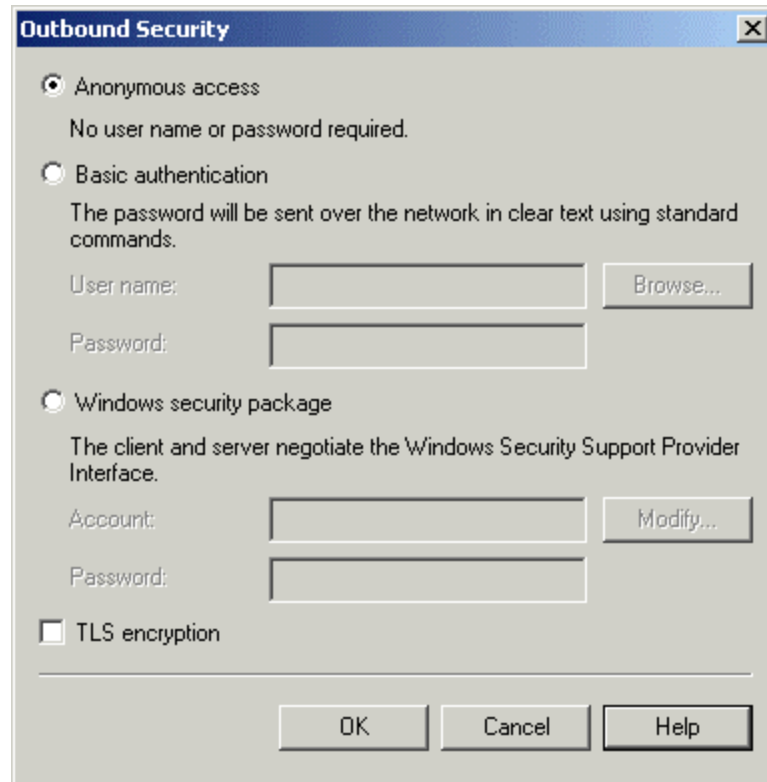 Outbound Security
Anonymous access
No user name or password required.
Basic authentication
The password will be sent over the network in clear text using standard
commands.
User name:
Browse...
Password:
Windows security package
The client and server negotiate the Windows Security Support Provider
Interface.
Account:
Modify...
Password:
TLS encryption
OK
Cancel
Help